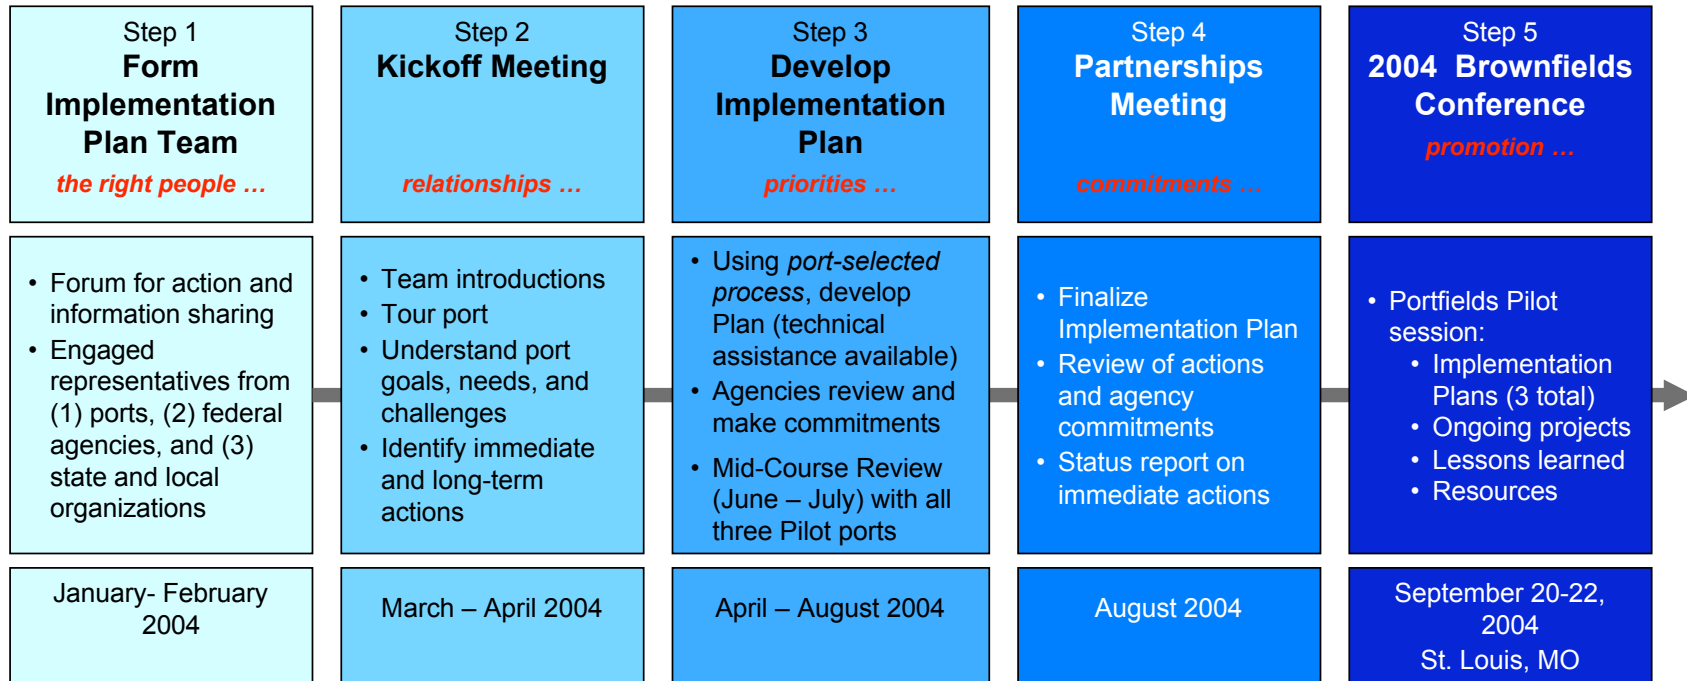 Step 1
Form
Implementation
Plan Team
the right people …
Step 2
Kickoff Meeting
relationships …
Step 3
Develop
Implementation
Plan
priorities …
Step 4
Partnerships
Meeting
commitments …
Step 5
2004 Brownfields
Conference
promotion …
• Forum for action and
information sharing
• Engaged
representatives from
(1) ports, (2) federal
agencies, and (3)
state and local
organizations
• Team introductions
• Tour port
• Understand port
goals, needs, and
challenges
• Identify immediate
and long-term
actions
• Using port-selected
process, develop
Plan (technical
assistance available)
• Agencies review and
make commitments
• Mid-Course Review
(June – July) with all
three Pilot ports
• Finalize
Implementation Plan
• Review of actions
and agency
commitments
• Status report on
immediate actions
• Portfields Pilot
session:
• Implementation
Plans (3 total)
• Ongoing projects
• Lessons learned
• Resources
January- February
2004
March – April 2004
April – August 2004
August 2004
September 20-22,
2004
St. Louis, MO